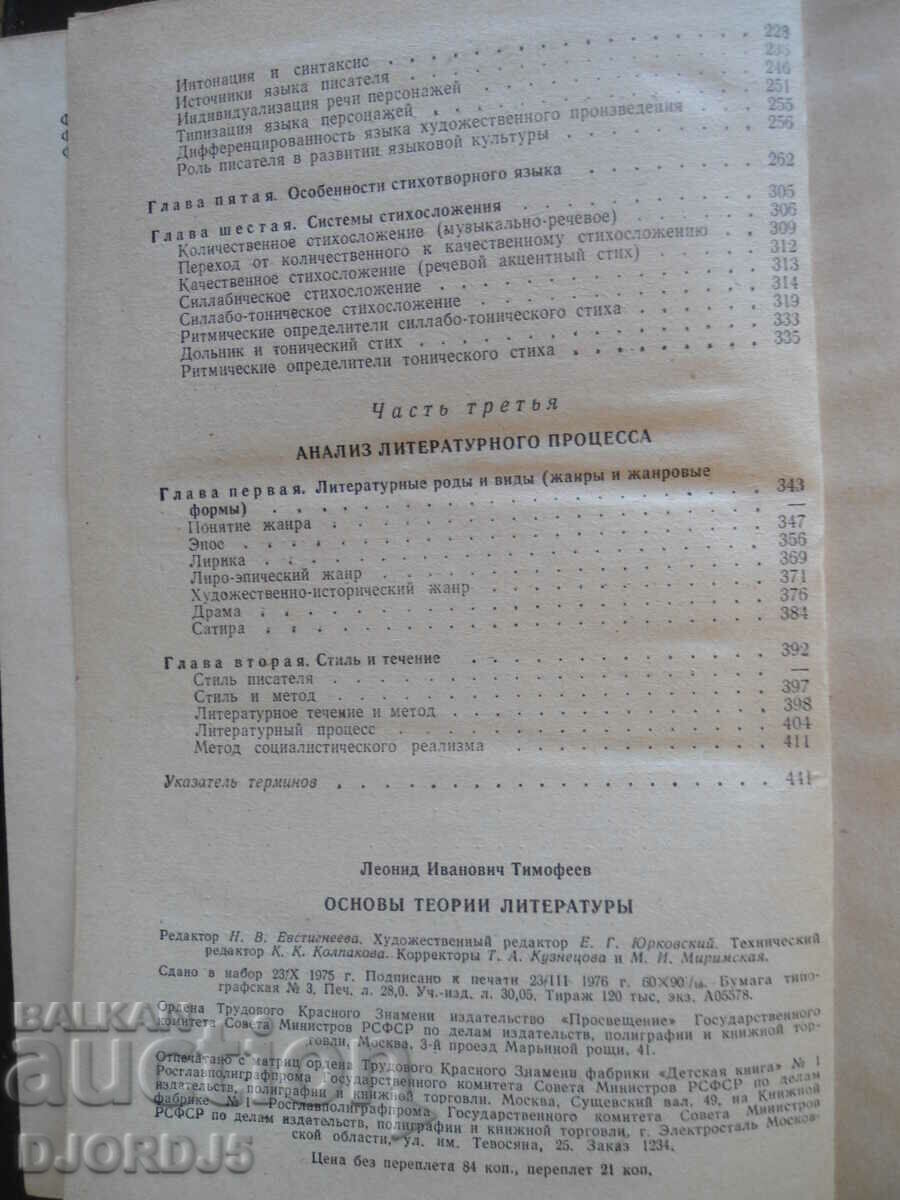 Интонация и синтаксис . . . . . . . . . . 223
Источники языка писателя . . . . . . . . . . 235
Индивидуализация речи персонажей . . . . . . . . . . 246
Типизация языка персонажей . . . . . . . . . . 251
Дифференцированность языка художественного произведения . . 255
Роль писателя в развитии языковой культуры . . . . . . 256
Глава пятая. Особенности стихотворного языка . . . . . . 262
Глава шестая. Системы стихосложения . . . . . . . . . 305
Количественное стихосложение (музыкально-речевое) . . . . . 306
Переход от количественного к качественному стихосложению . . 309
Качественное стихосложение (речевой акцентный стих) . . . . 312
Силлабическое стихосложение . . . . . . . . . . 313
Силлабо-тоническое стихосложение . . . . . . . . . 314
Ритмические определители силлабо-тонического стиха . . . . . 319
Дольник и тонический стих . . . . . . . . . . 333
Ритмические определители тонического стиха . . . . . . . 335
Часть третья
АНАЛИЗ ЛИТЕРАТУРНОГО ПРОЦЕССА
Глава первая. Литературные роды и виды (жанры и жанровые
формы) . . . . . . . . . . 343
Понятие жанра . . . . . . . . . . —
Эпос . . . . . . . . . . 347
Лирика . . . . . . . . . . 356
Лиро-эпический жанр . . . . . . . . . . 369
Художественно-исторический жанр . . . . . . . . . . 371
Драма . . . . . . . . . . 376
Сатира . . . . . . . . . . 384
Глава вторая. Стиль и течение . . . . . . . . . . 392
Стиль писателя . . . . . . . . . . —
Стиль и метод . . . . . . . . . . 397
Литературное течение и метод . . . . . . . . . . 398
Литературный процесс . . . . . . . . . . 404
Метод социалистического реализма . . . . . . . . . . 411
Указатель терминов . . . . . . . . . . 441
Леонид Иванович Тимофеев
ОСНОВЫ ТЕОРИИ ЛИТЕРАТУРЫ
Редактор Н. В. Евстигнеева. Художественный редактор Е. Г. Юрковский. Технический
редактор К. К. Колпакова. Корректоры Т. А. Кузнецова и М. И. Миримская.
Сдано в набор 23/X 1975 г. Подписано к печати 23/III 1976 г. 60×90¹/₁₆. Бумага типо-
графская № 3. Печ. л. 28,0. Уч.-изд. л. 30,05. Тираж 120 тыс. экз. А05378.
Ордена Трудового Красного Знамени издательство «Просвещение» Государственного
комитета Совета Министров РСФСР по делам издательств, полиграфии и книжной тор-
говли, Москва, 3-й проезд Марьиной рощи, 41.
Отпечатано с матриц ордена Трудового Красного Знамени фабрики «Детская книга» № 1
Росглавполиграфпрома Государственного комитета Совета Министров РСФСР по делам
издательств, полиграфии и книжной торговли. Москва, Сущевский вал, 49, на Книжной
фабрике № 1 Росглавполиграфпрома Государственного комитета Совета Министров
РСФСР по делам издательств, полиграфии и книжной торговли, г. Электросталь Москов-
ской области, ул. им. Тевосяна, 25. Заказ 1234.
Цена без переплета 84 коп., переплет 21 коп.
BALKAN
auction
DJORDJ5